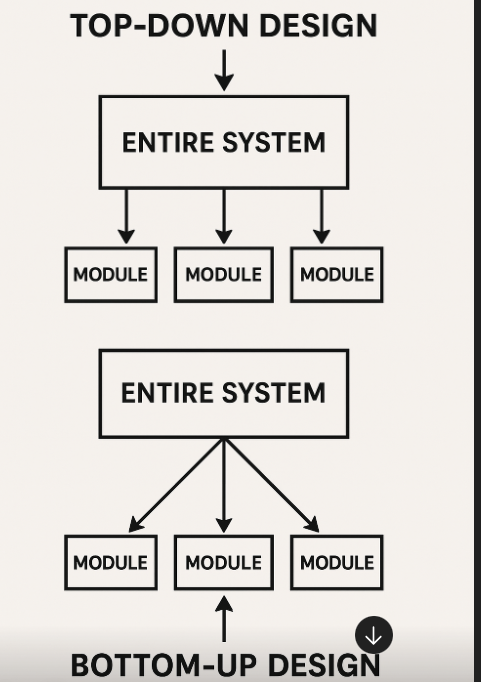 TOP-DOWN DESIGN
ENTIRE SYSTEM
MODULE MODULE MODULE
ENTIRE SYSTEM
MODULE MODULE MODULE
BOTTOM-UP DESIGN